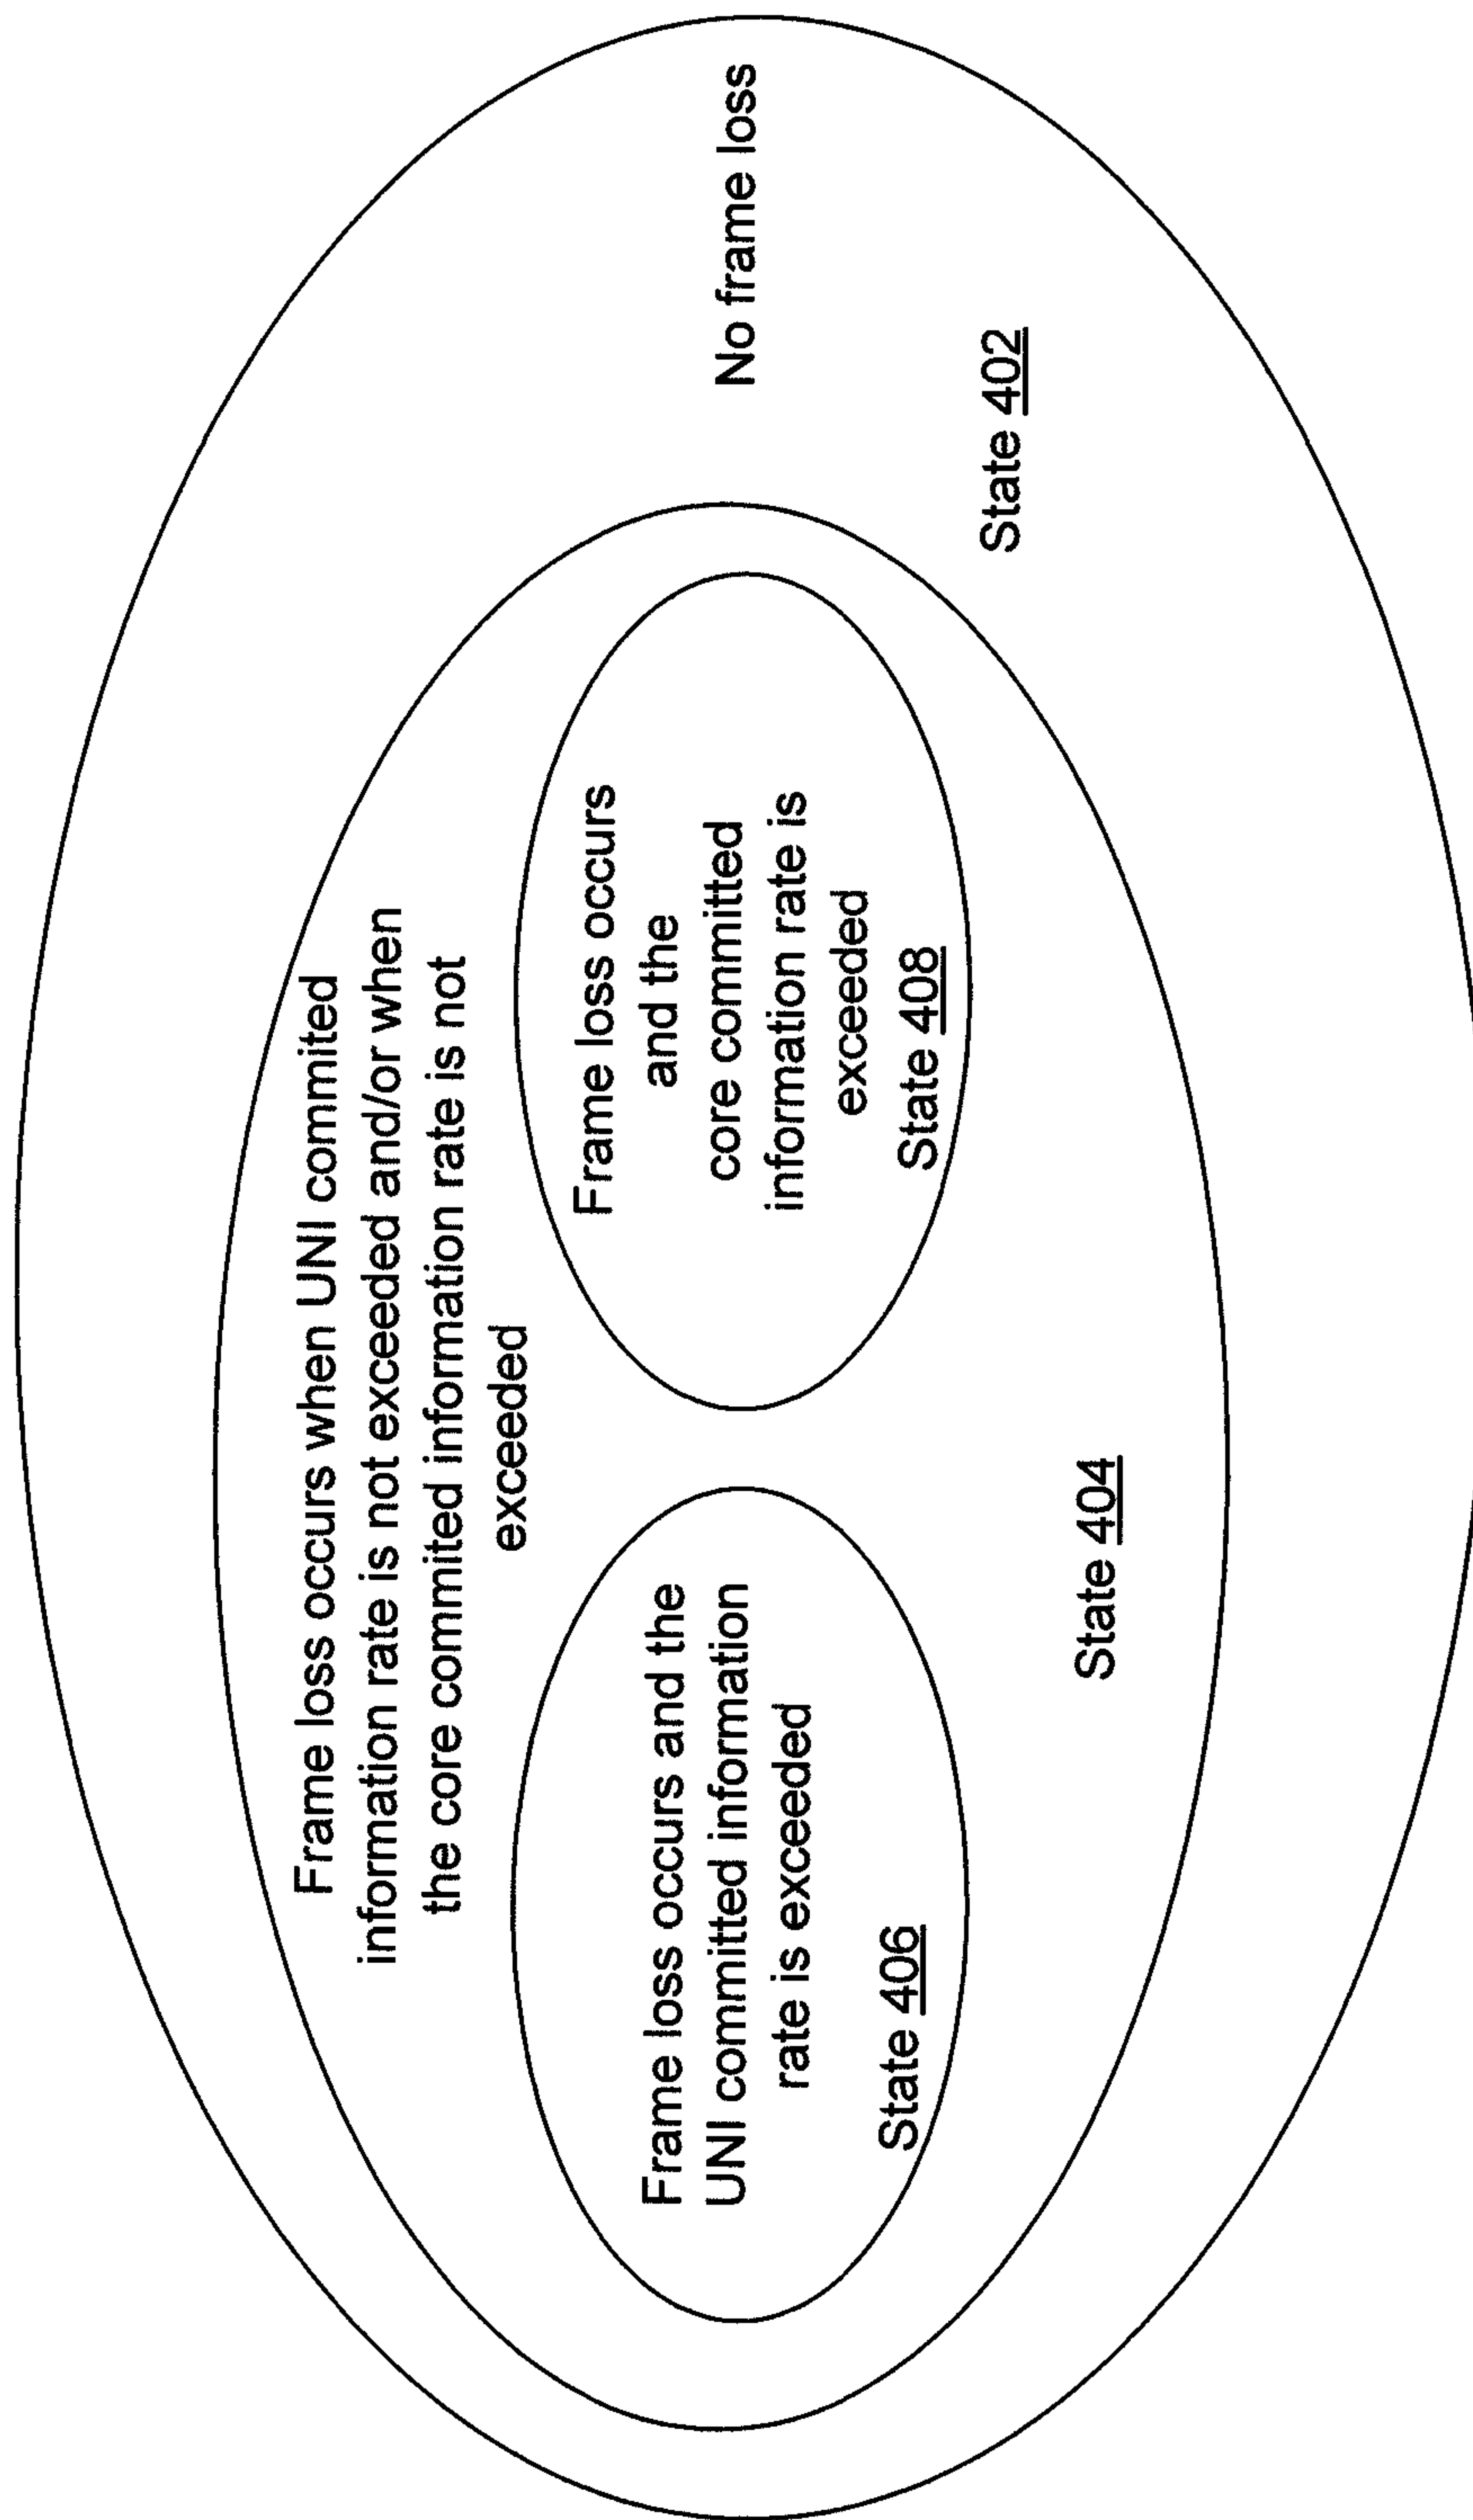 Frame loss occurs when UNI commited
information rate is not exceeded and/or when
the core commited information rate is not
exceeded
Frame loss occurs and the
UNI committed information
rate is exceeded
State 406
Frame loss occurs
and the
core committed
information rate is
exceeded
State 408
No frame loss
State 402
State 404